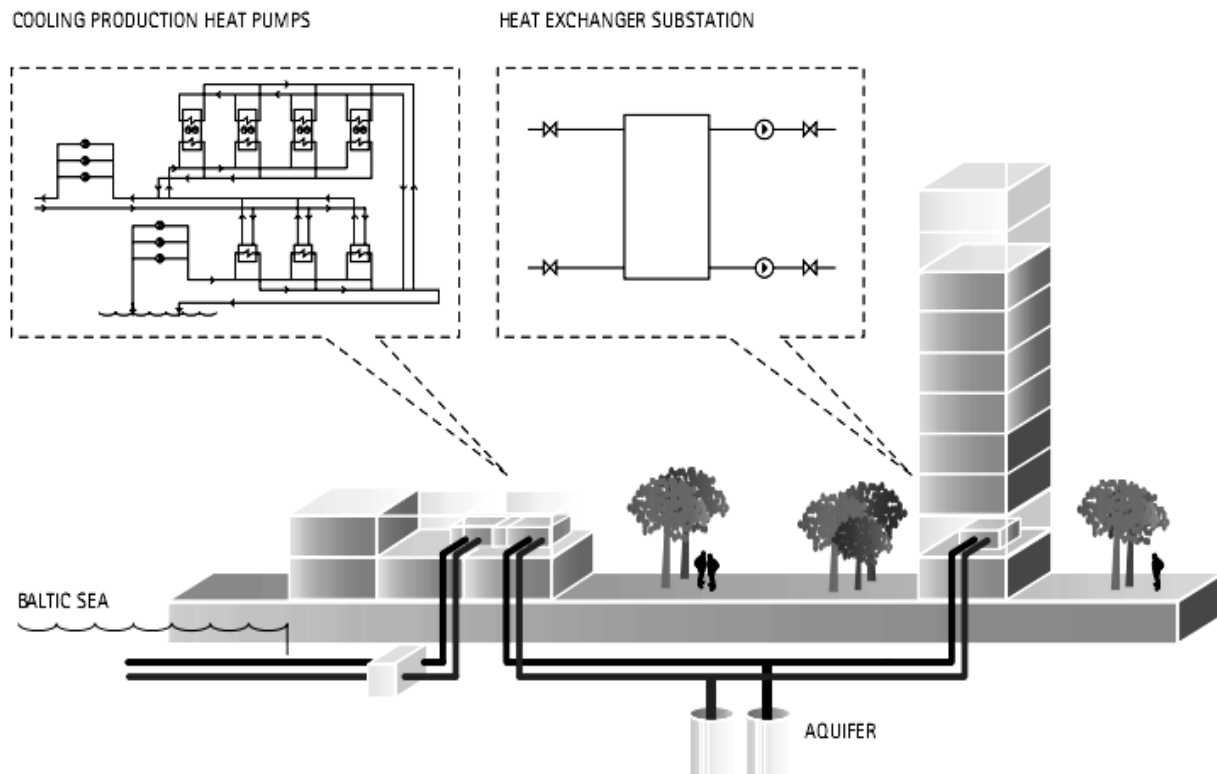 COOLING PRODUCTION HEAT PUMPS
HEAT EXCHANGER SUBSTATION
BALTIC SEA
AQUIFER